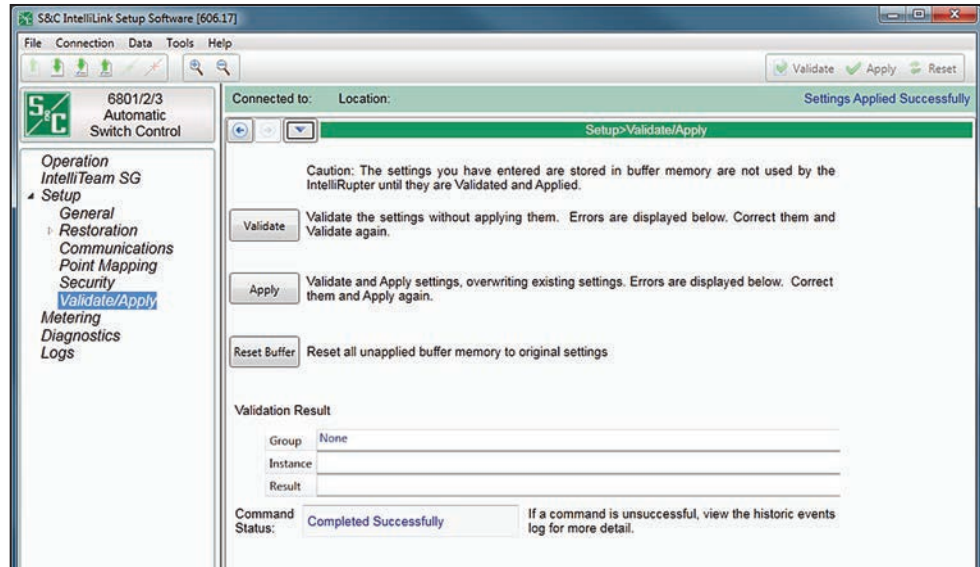 S&C IntelliLink Setup Software [606.17]
File Connection Data Tools Help
Validate Apply Reset
S&C
6801/2/3
Automatic
Switch Control
Connected to: Location: Settings Applied Successfully
Setup>Validate/Apply
Operation
IntelliTeam SG
Setup
General
Restoration
Communications
Point Mapping
Security
Validate/Apply
Metering
Diagnostics
Logs
Caution: The settings you have entered are stored in buffer memory are not used by the
IntelliRupter until they are Validated and Applied.
Validate
Validate the settings without applying them. Errors are displayed below. Correct them and
Validate again.
Apply
Validate and Apply settings, overwriting existing settings. Errors are displayed below. Correct
them and Apply again.
Reset Buffer
Reset all unapplied buffer memory to original settings
Validation Result
Group None
Instance
Result
Command
Status:
Completed Successfully
If a command is unsuccessful, view the historic events
log for more detail.